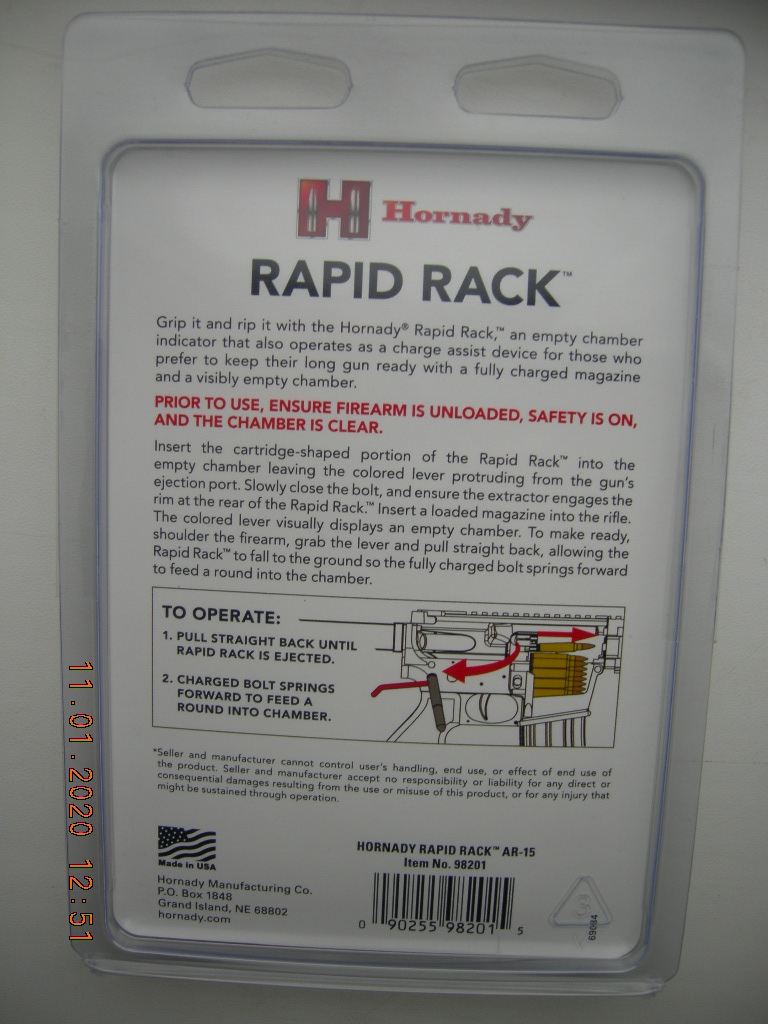 H Hornady
RAPID RACK™
Grip it and rip it with the Hornady® Rapid Rack,™ an empty chamber
indicator that also operates as a charge assist device for those who
prefer to keep their long gun ready with a fully charged magazine
and a visibly empty chamber.
PRIOR TO USE, ENSURE FIREARM IS UNLOADED, SAFETY IS ON,
AND THE CHAMBER IS CLEAR.
Insert the cartridge-shaped portion of the Rapid Rack™ into the
empty chamber leaving the colored lever protruding from the gun's
ejection port. Slowly close the bolt, and ensure the extractor engages the
rim at the rear of the Rapid Rack.™ Insert a loaded magazine into the rifle.
The colored lever visually displays an empty chamber. To make ready,
shoulder the firearm, grab the lever and pull straight back, allowing the
Rapid Rack™ to fall to the ground so the fully charged bolt springs forward
to feed a round into the chamber.
TO OPERATE:
1. PULL STRAIGHT BACK UNTIL
RAPID RACK IS EJECTED.
2. CHARGED BOLT SPRINGS
FORWARD TO FEED A
ROUND INTO CHAMBER.
*Seller and manufacturer cannot control user's handling, end use, or effect of end use of
the product. Seller and manufacturer accept no responsibility or liability for any direct or
consequential damages resulting from the use or misuse of this product, or for any injury that
might be sustained through operation.
Made in USA
Hornady Manufacturing Co.
P.O. Box 1848
Grand Island, NE 68802
hornady.com
HORNADY RAPID RACK™ AR-15
Item No. 98201
0 90255 98201 5
69084
11.01.2020 12:51